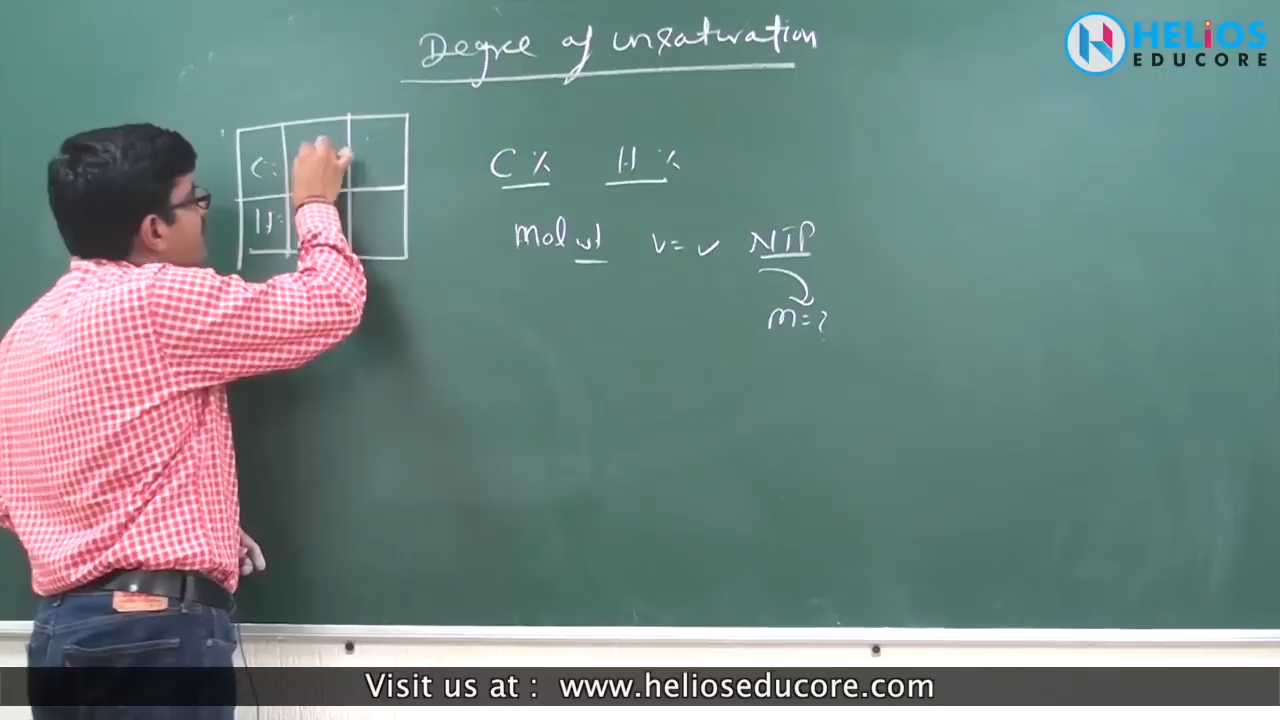 Degree of unsaturation
HELiOS
EDUCORE
C %    H %
C:
H =
mol wt    v = ✓    NTP
m = ?
Visit us at :   www.helioseducore.com